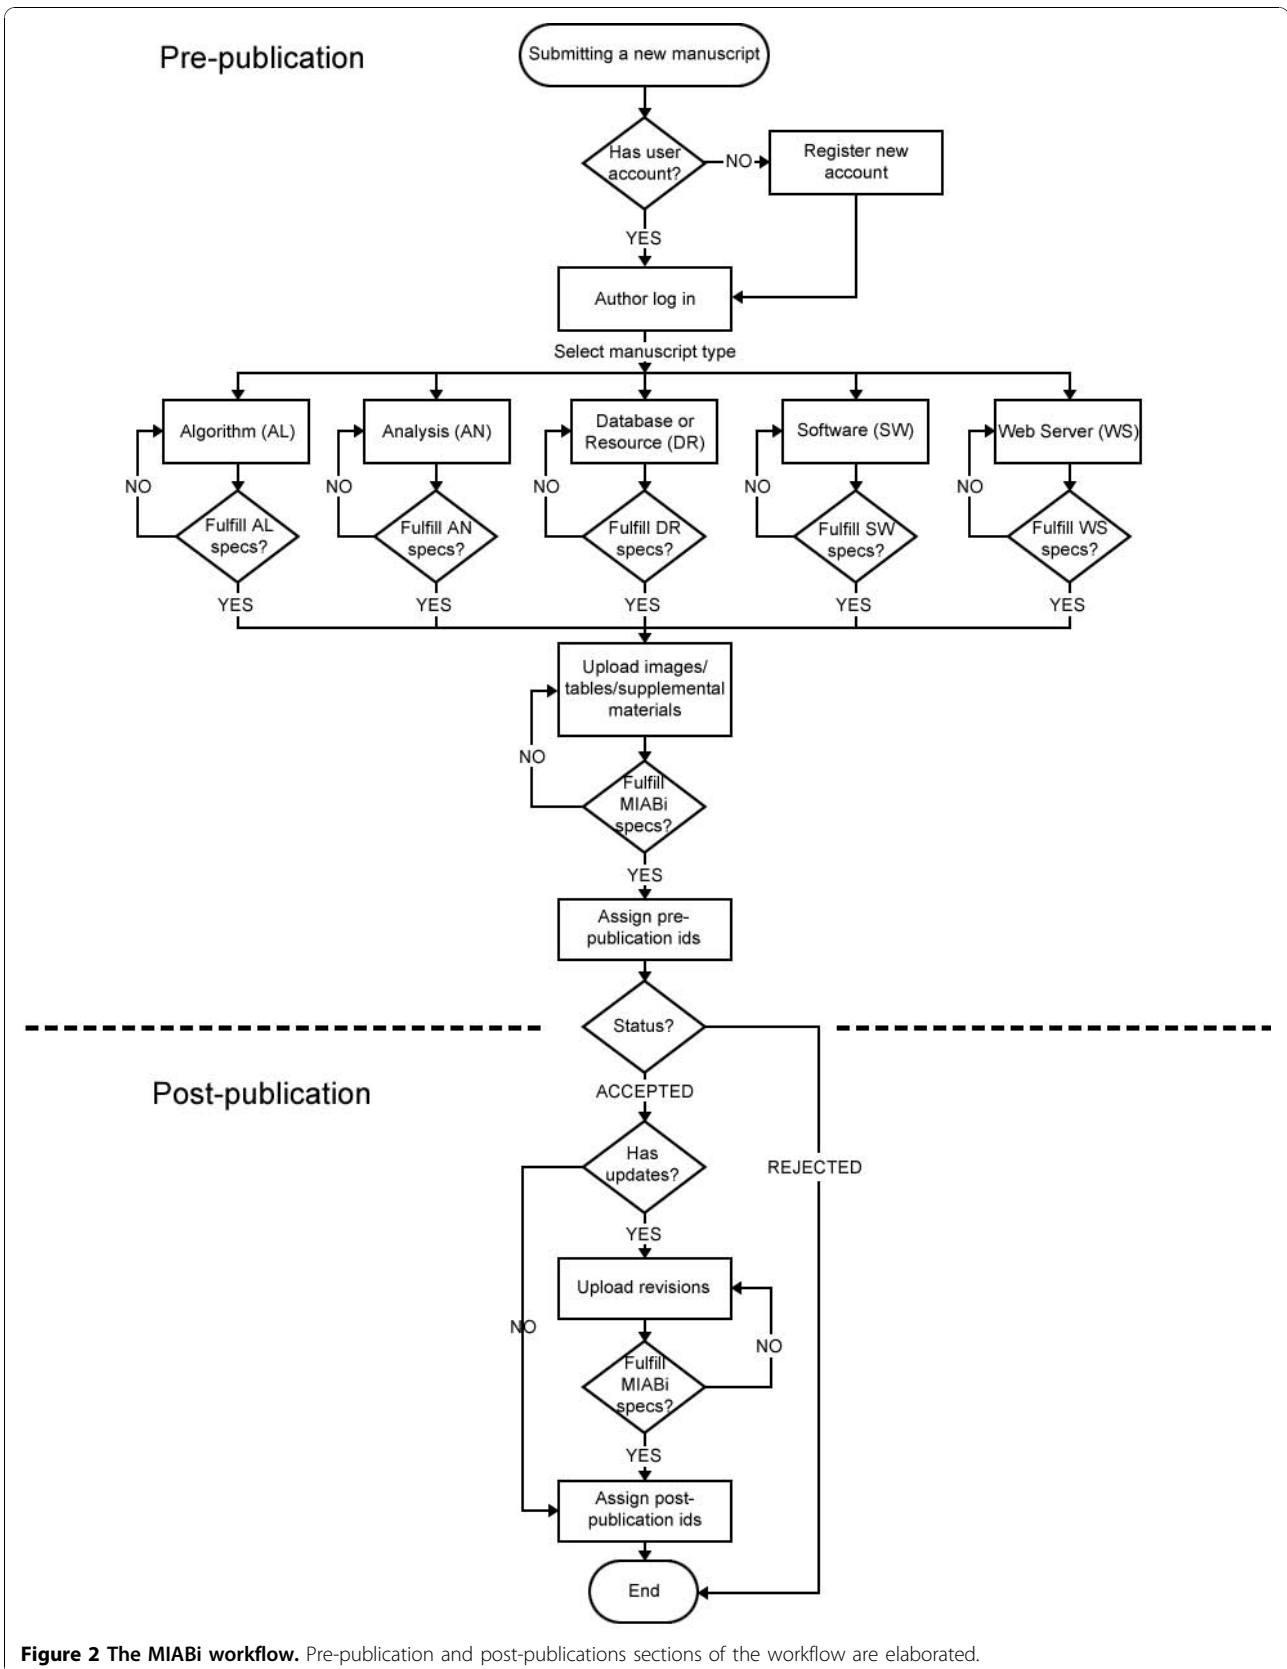 Pre-publication
Submitting a new manuscript
Has user
account?
NO
Register new
account
YES
Author log in
Select manuscript type
Algorithm (AL)
Analysis (AN)
Database or
Resource (DR)
Software (SW)
Web Server (WS)
NO
NO
NO
NO
NO
Fulfill AL
specs?
Fulfill AN
specs?
Fulfill DR
specs?
Fulfill SW
specs?
Fulfill WS
specs?
YES
YES
YES
YES
YES
Upload images/
tables/supplemental
materials
NO
Fulfill
MIABi
specs?
YES
Assign pre-
publication ids
Status?
Post-publication
ACCEPTED
Has
updates?
REJECTED
YES
Upload revisions
NO
NO
Fulfill
MIABi
specs?
YES
Assign post-
publication ids
End
Figure 2 The MIABi workflow. Pre-publication and post-publications sections of the workflow are elaborated.